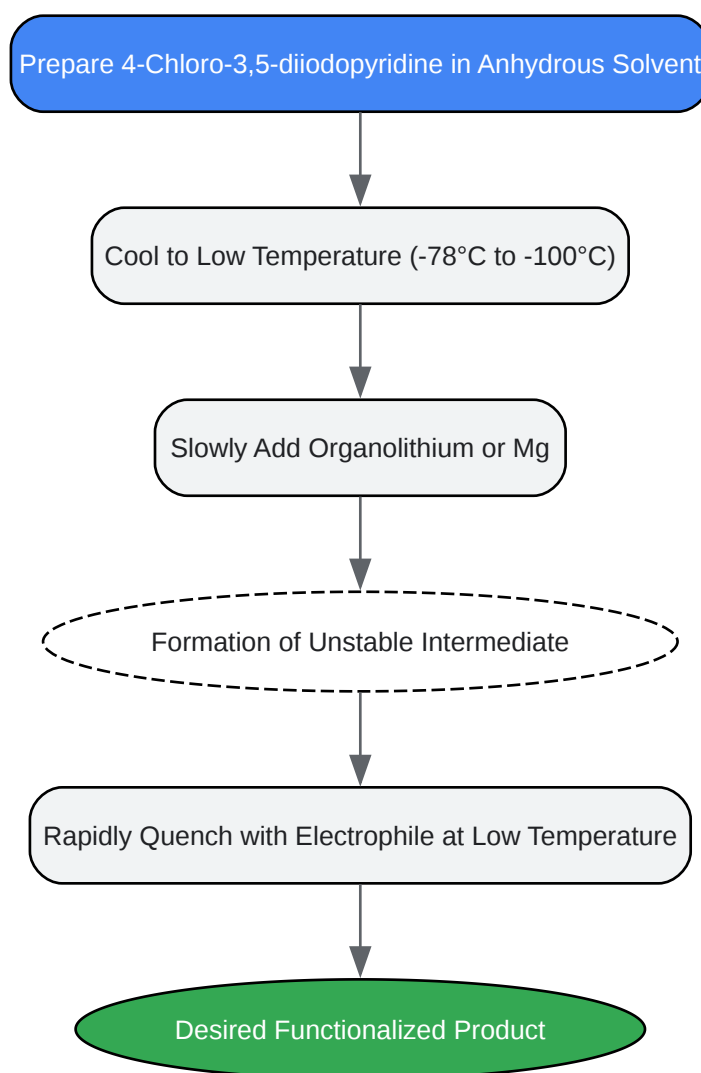 Prepare 4-Chloro-3,5-diiodopyridine in Anhydrous Solvent
Cool to Low Temperature (-78°C to -100°C)
Slowly Add Organolithium or Mg
Formation of Unstable Intermediate
Rapidly Quench with Electrophile at Low Temperature
Desired Functionalized Product